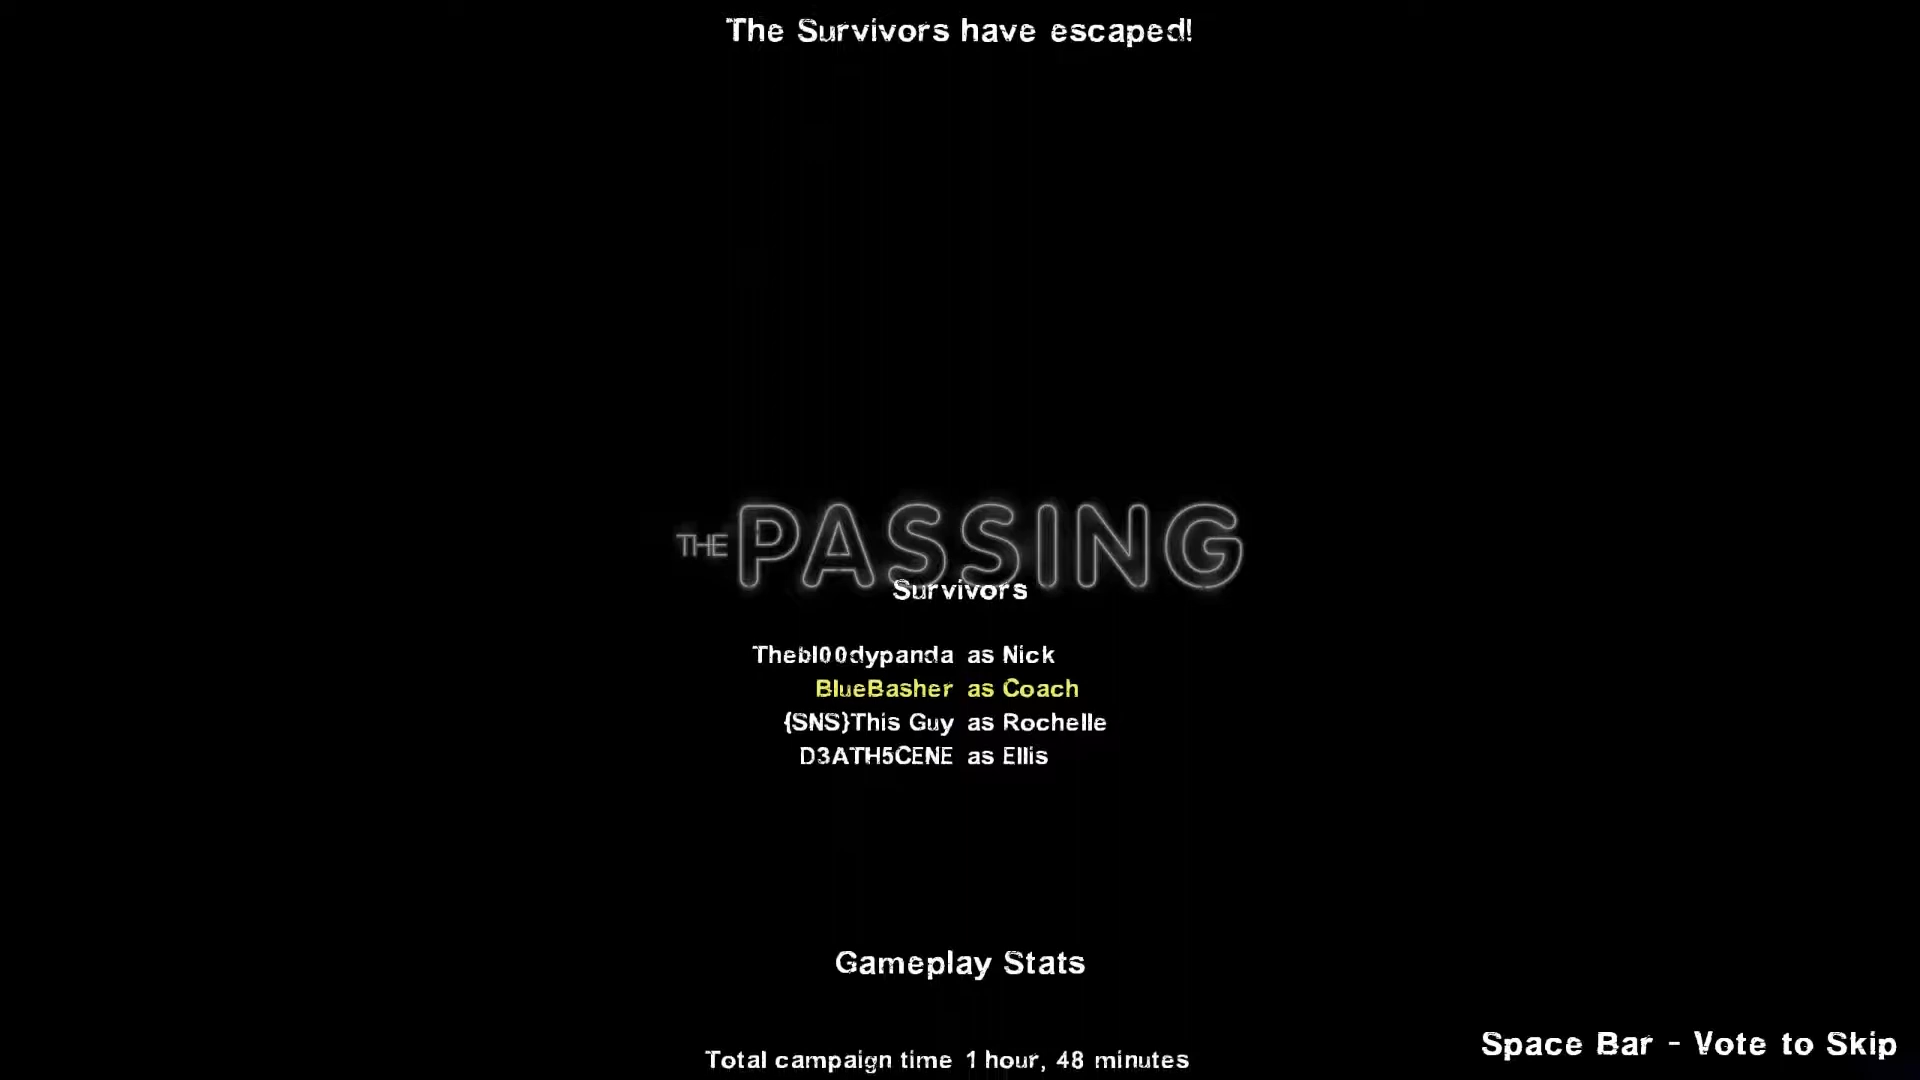 The Survivors have escaped!
THE PASSING
Survivors
Thebl00dypanda as Nick
BlueBasher as Coach
{SNS}This Guy as Rochelle
D3ATH5CENE as Ellis
Gameplay Stats
Space Bar - Vote to Skip
Total campaign time 1 hour, 48 minutes